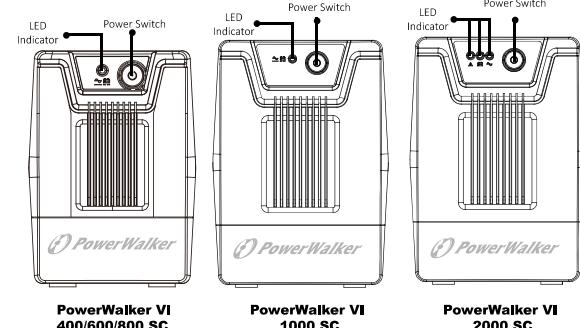 LED
Indicator
Power Switch
LED
Indicator
Power Switch
LED
Indicator
Power Switch
PowerWalker
PowerWalker
PowerWalker
PowerWalker VI
400/600/800 SC
PowerWalker VI
1000 SC
PowerWalker VI
2000 SC